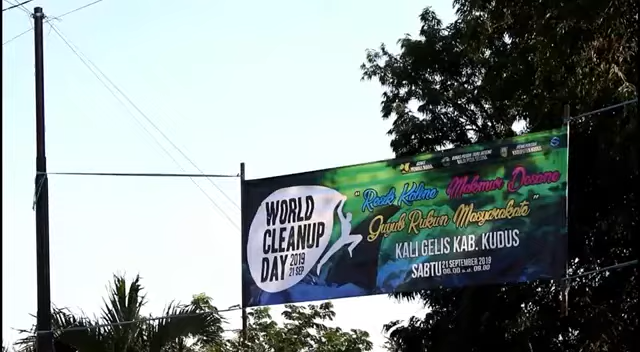 WORLD
CLEANUP
DAY 2019
21 SEP
"Resik Kaline Makmur Desane
Guyub Rukun Masyarakate"
KALI GELIS KAB. KUDUS
SABTU 21 SEPTEMBER 2019
06.00 s.d. 09.00